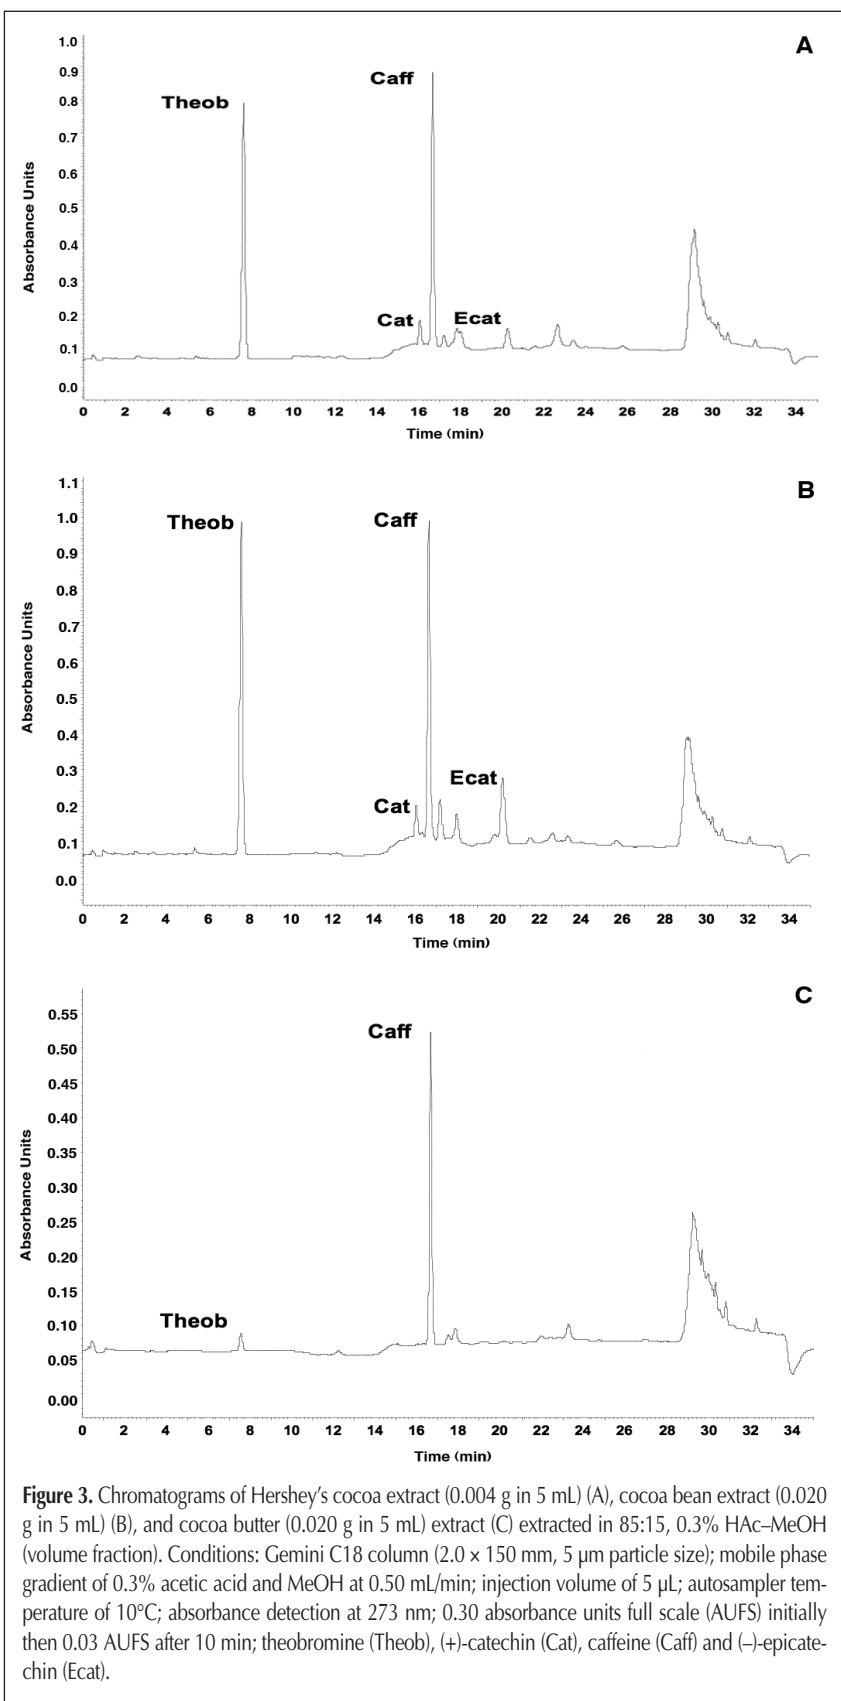 A
1.0
0.9
0.8
0.7
0.6
0.5
0.4
0.3
0.2
0.1
0.0
Absorbance Units
Theob
Caff
Cat
Ecat
0 2 4 6 8 10 12 14 16 18 20 22 24 26 28 30 32 34
Time (min)
B
1.1
1.0
0.9
0.8
0.7
0.6
0.5
0.4
0.3
0.2
0.1
0.0
Absorbance Units
Theob
Caff
Cat
Ecat
0 2 4 6 8 10 12 14 16 18 20 22 24 26 28 30 32 34
Time (min)
C
0.55
0.50
0.45
0.40
0.35
0.30
0.25
0.20
0.15
0.10
0.05
0.00
Absorbance Units
Caff
Theob
0 2 4 6 8 10 12 14 16 18 20 22 24 26 28 30 32 34
Time (min)
Figure 3. Chromatograms of Hershey's cocoa extract (0.004 g in 5 mL) (A), cocoa bean extract (0.020
g in 5 mL) (B), and cocoa butter (0.020 g in 5 mL) extract (C) extracted in 85:15, 0.3% HAc–MeOH
(volume fraction). Conditions: Gemini C18 column (2.0 × 150 mm, 5 µm particle size); mobile phase
gradient of 0.3% acetic acid and MeOH at 0.50 mL/min; injection volume of 5 µL; autosampler tem-
perature of 10°C; absorbance detection at 273 nm; 0.30 absorbance units full scale (AUFS) initially
then 0.03 AUFS after 10 min; theobromine (Theob), (+)-catechin (Cat), caffeine (Caff) and (–)-epicate-
chin (Ecat).